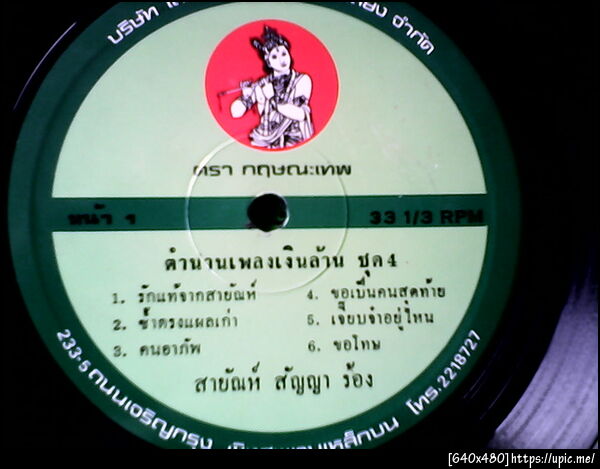 บริษัท
จำกัด
ตรา กฤษณะเทพ
หน้า 1
33 1/3 RPM
ตำนานเพลงเงินล้าน ชุด 4
1. รักแท้จากสายัณห์
2. ช้ำตรงแผลเก่า
3. คนอาภัพ
4. ขอเป็นคนสุดท้าย
5. เจี๊ยบจ๋าอยู่ไหน
6. ขอโทษ
สายัณห์ สัญญา ร้อง
233-5 ถนนเจริญกรุง โทร. 2218727
[640x480]https://upic.me/